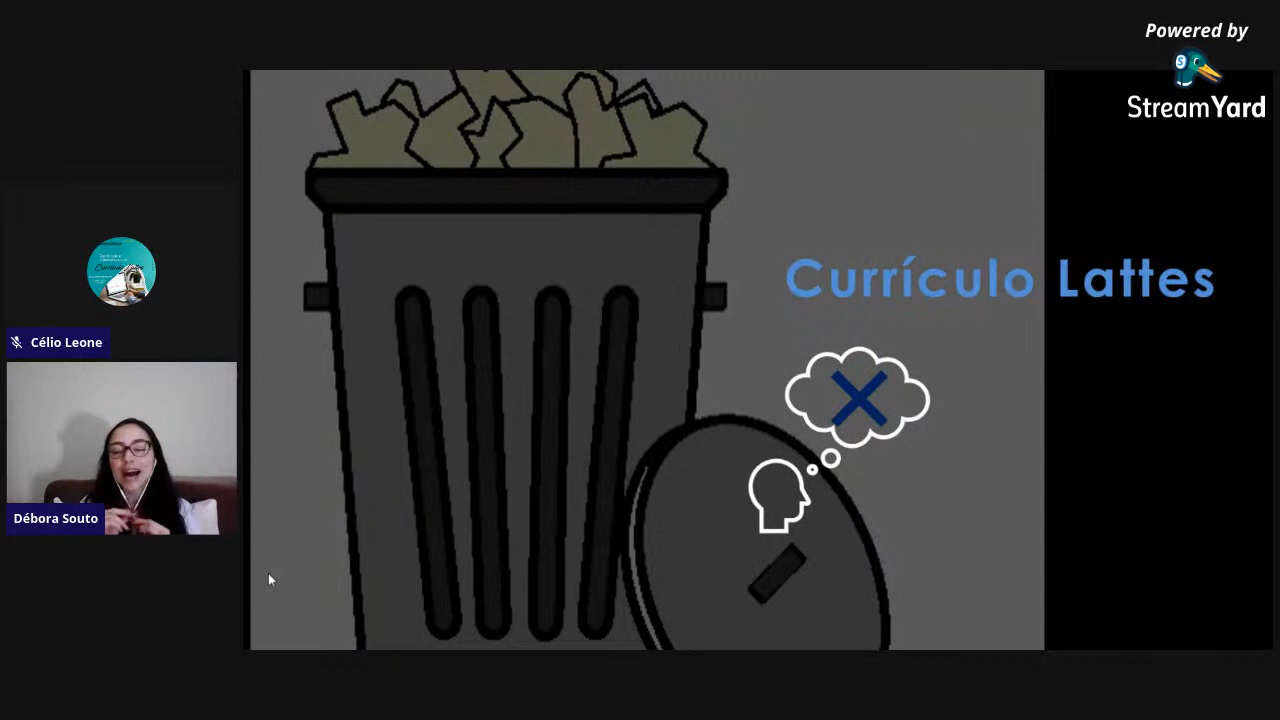 Powered by
StreamYard
Currículo Lattes
Célio Leone
Débora Souto